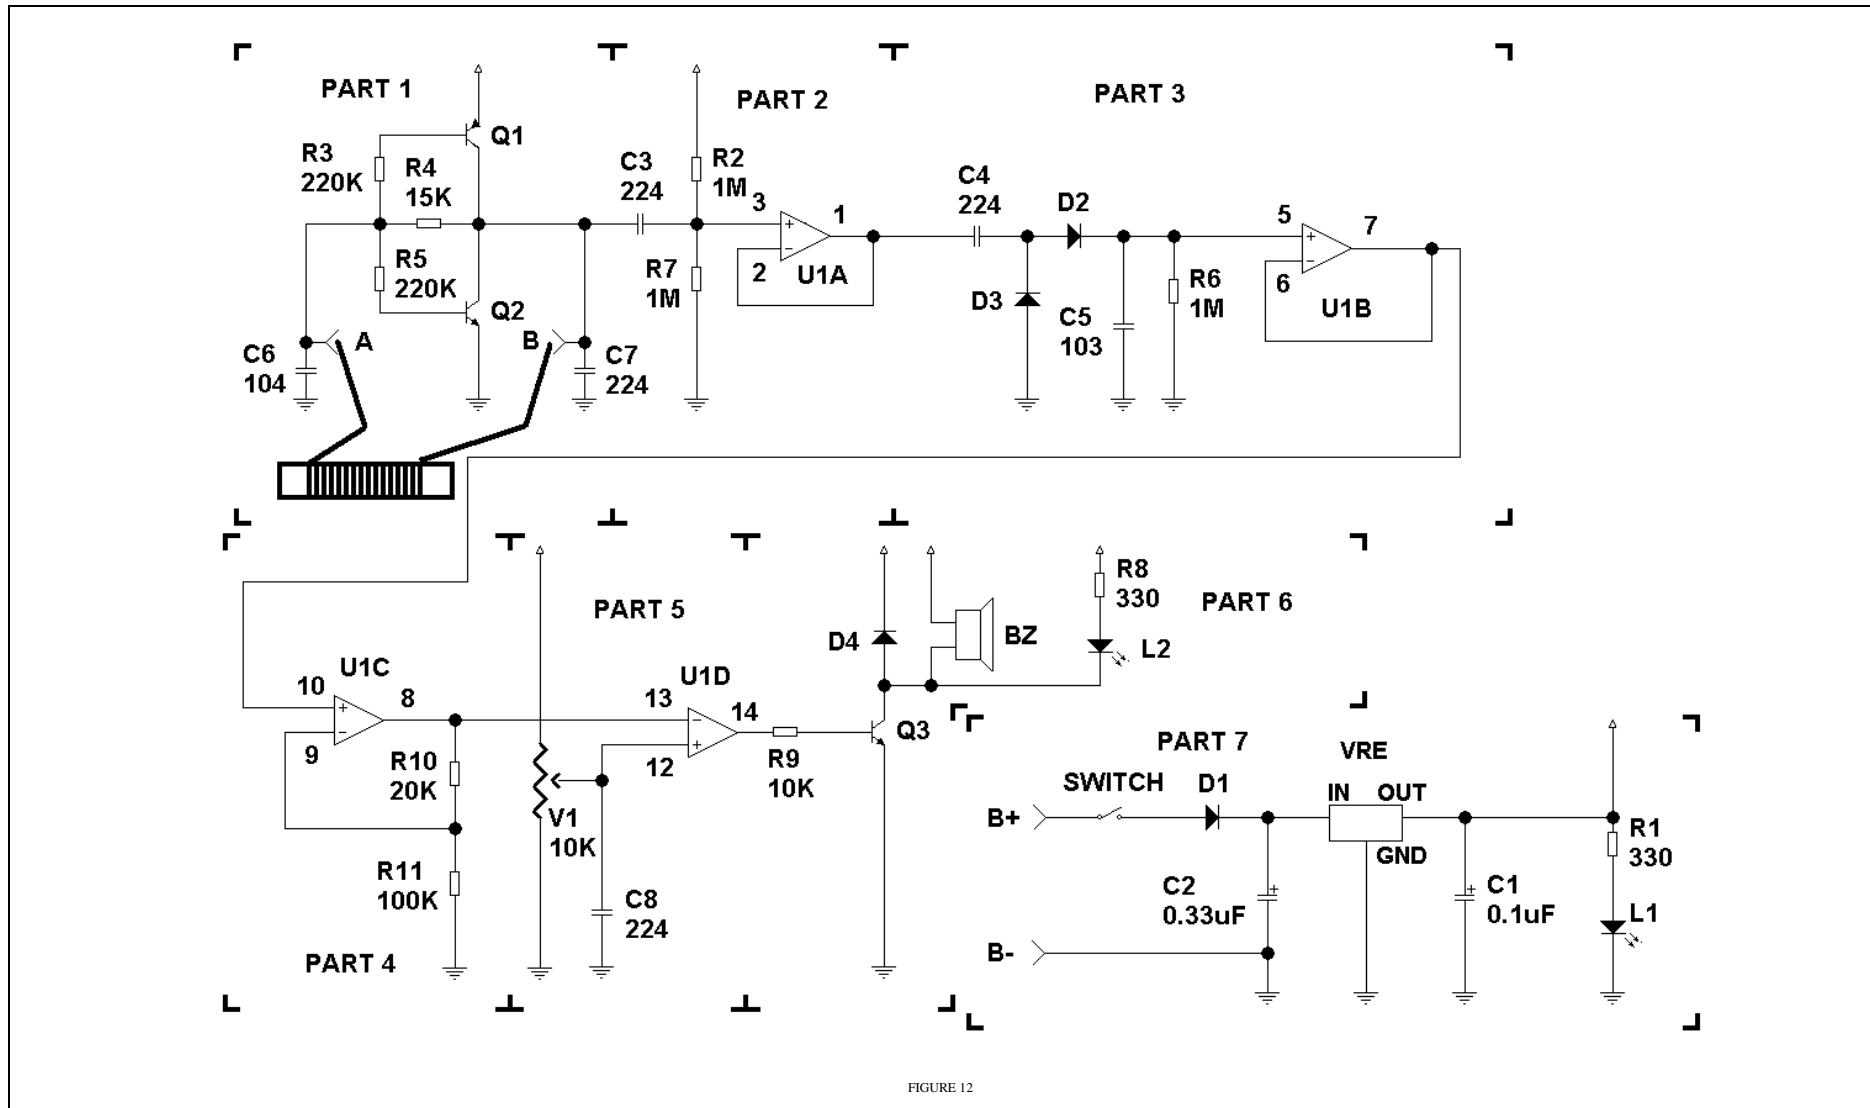 PART 1
PART 2
PART 3
Q1
R3
220K
R4
15K
C3
224
R2
1M
3
1
2
U1A
C4
224
D2
5
7
6
U1B
R5
220K
Q2
R7
1M
D3
C5
103
R6
1M
A
B
C6
104
C7
224
PART 5
PART 6
R8
330
D4
BZ
L2
U1C
10
8
9
U1D
13
14
12
R9
10K
Q3
R10
20K
V1
10K
R11
100K
C8
224
PART 4
PART 7
VRE
SWITCH
D1
IN OUT
GND
B+
B-
C2
0.33uF
C1
0.1uF
R1
330
L1
FIGURE 12